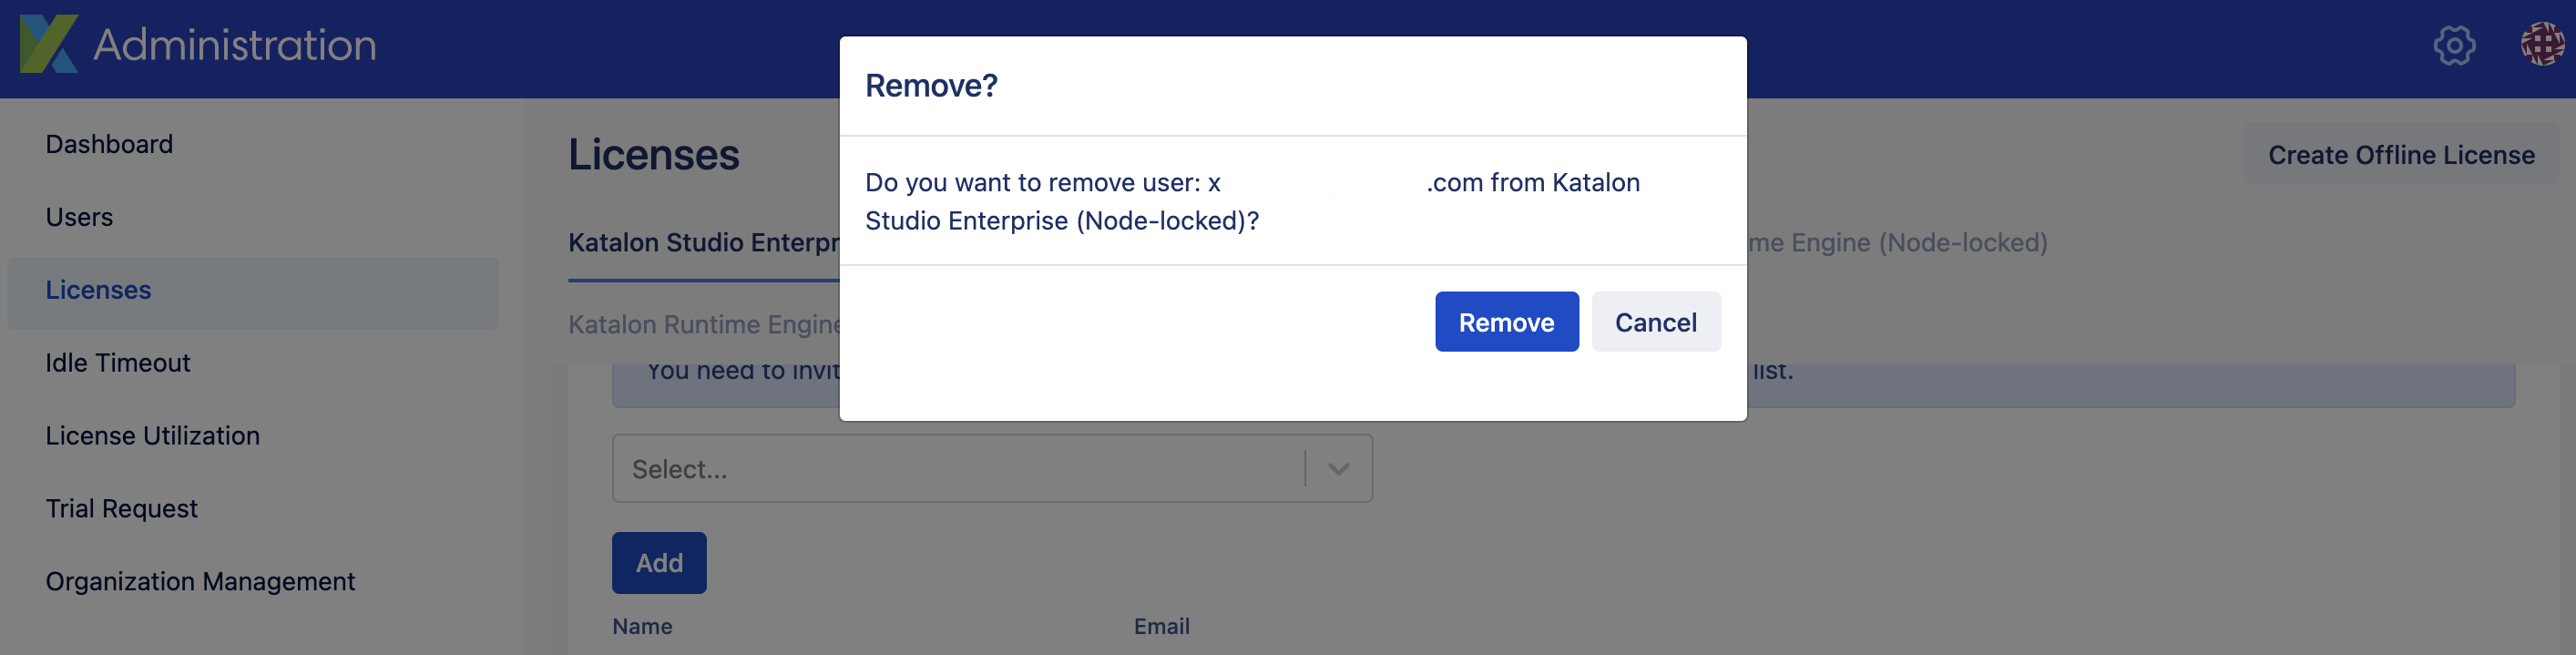 Administration
Remove?
Do you want to remove user: x .com from Katalon
Studio Enterprise (Node-locked)?
Remove Cancel
Dashboard
Users
Licenses
Idle Timeout
License Utilization
Trial Request
Organization Management
Licenses
Create Offline License
Katalon Studio Enterpr
me Engine (Node-locked)
Katalon Runtime Engine
You need to invit
list.
Select...
Add
Name Email